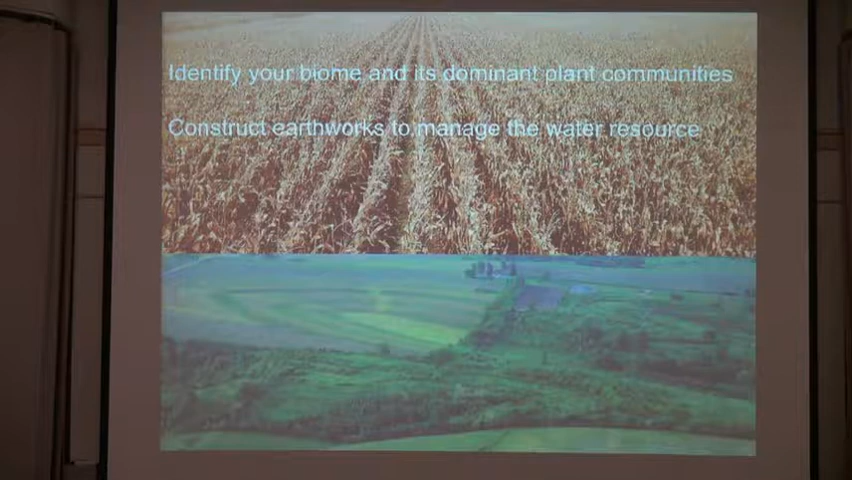 Identify your biome and its dominant plant communities
Construct earthworks to manage the water resource